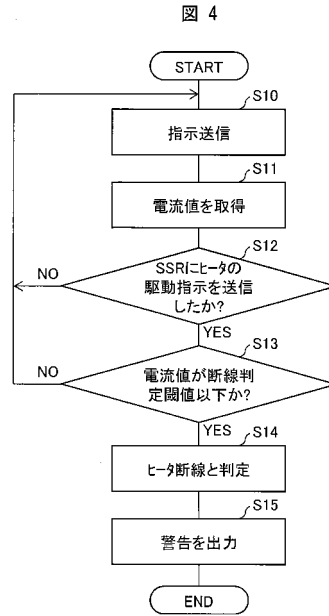 図 4
START
S10
指示送信
S11
電流値を取得
S12
SSRにヒータの
駆動指示を送信
したか?
NO
YES
S13
電流値が断線判
定閾値以下か?
NO
YES
S14
ヒータ断線と判定
S15
警告を出力
END